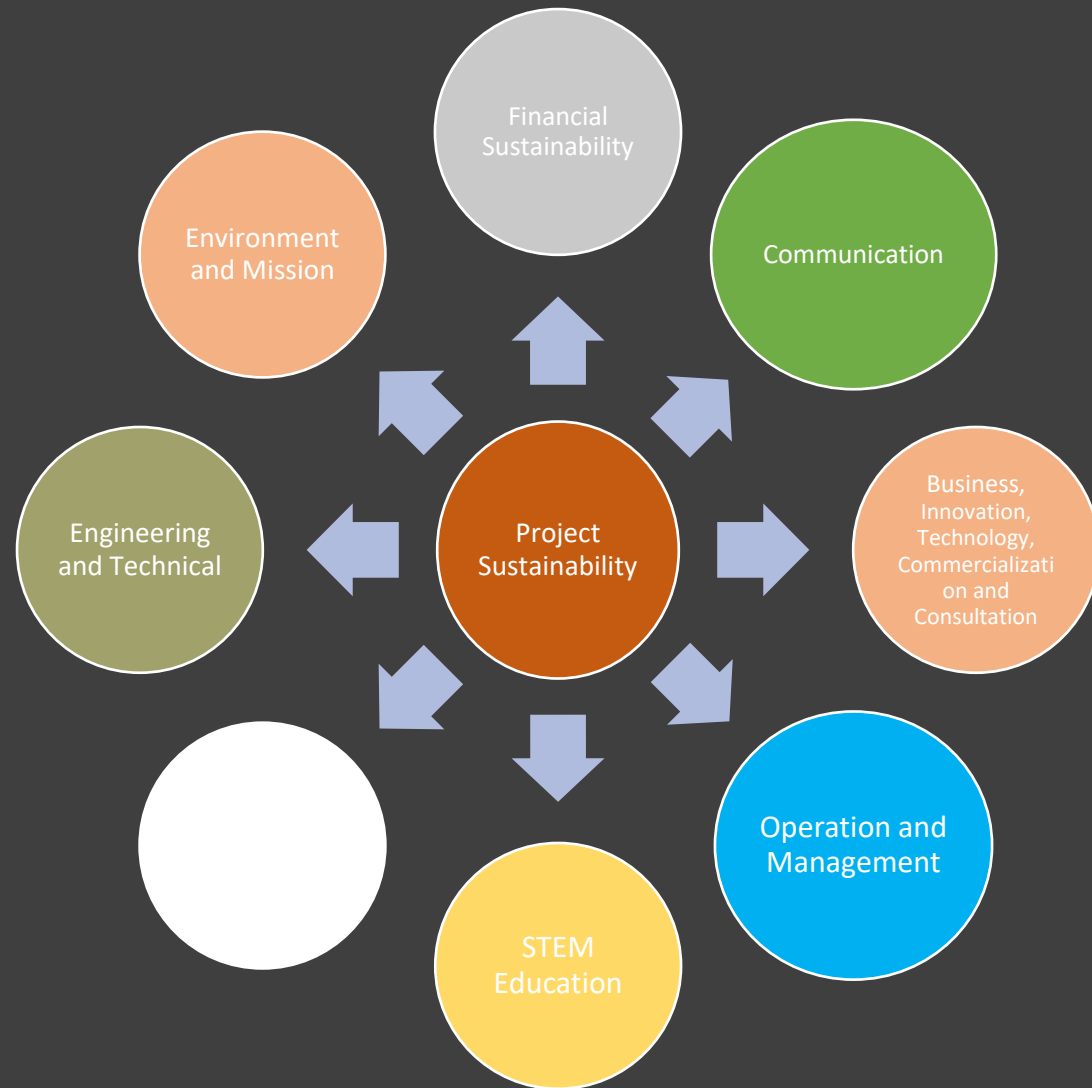 Financial
Sustainability
Communication
Business,
Innovation,
Technology,
Commercializati
on and
Consultation
Operation and
Management
STEM
Education
Engineering
and Technical
Environment
and Mission
Project
Sustainability